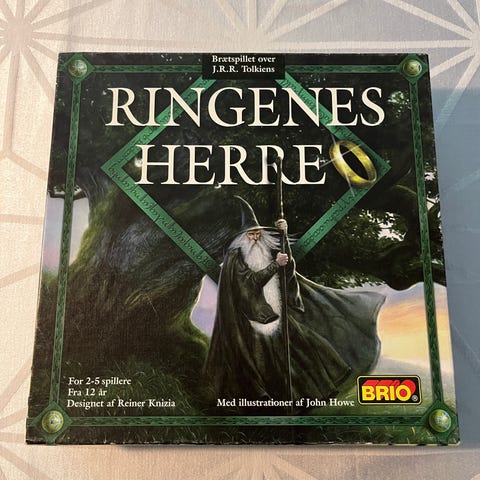 Brætspillet over
J.R.R. Tolkiens
RINGENES
HERRE
For 2-5 spillere
Fra 12 år
Designet af Reiner Knizia
Med illustrationer af John Howe
BRIO®